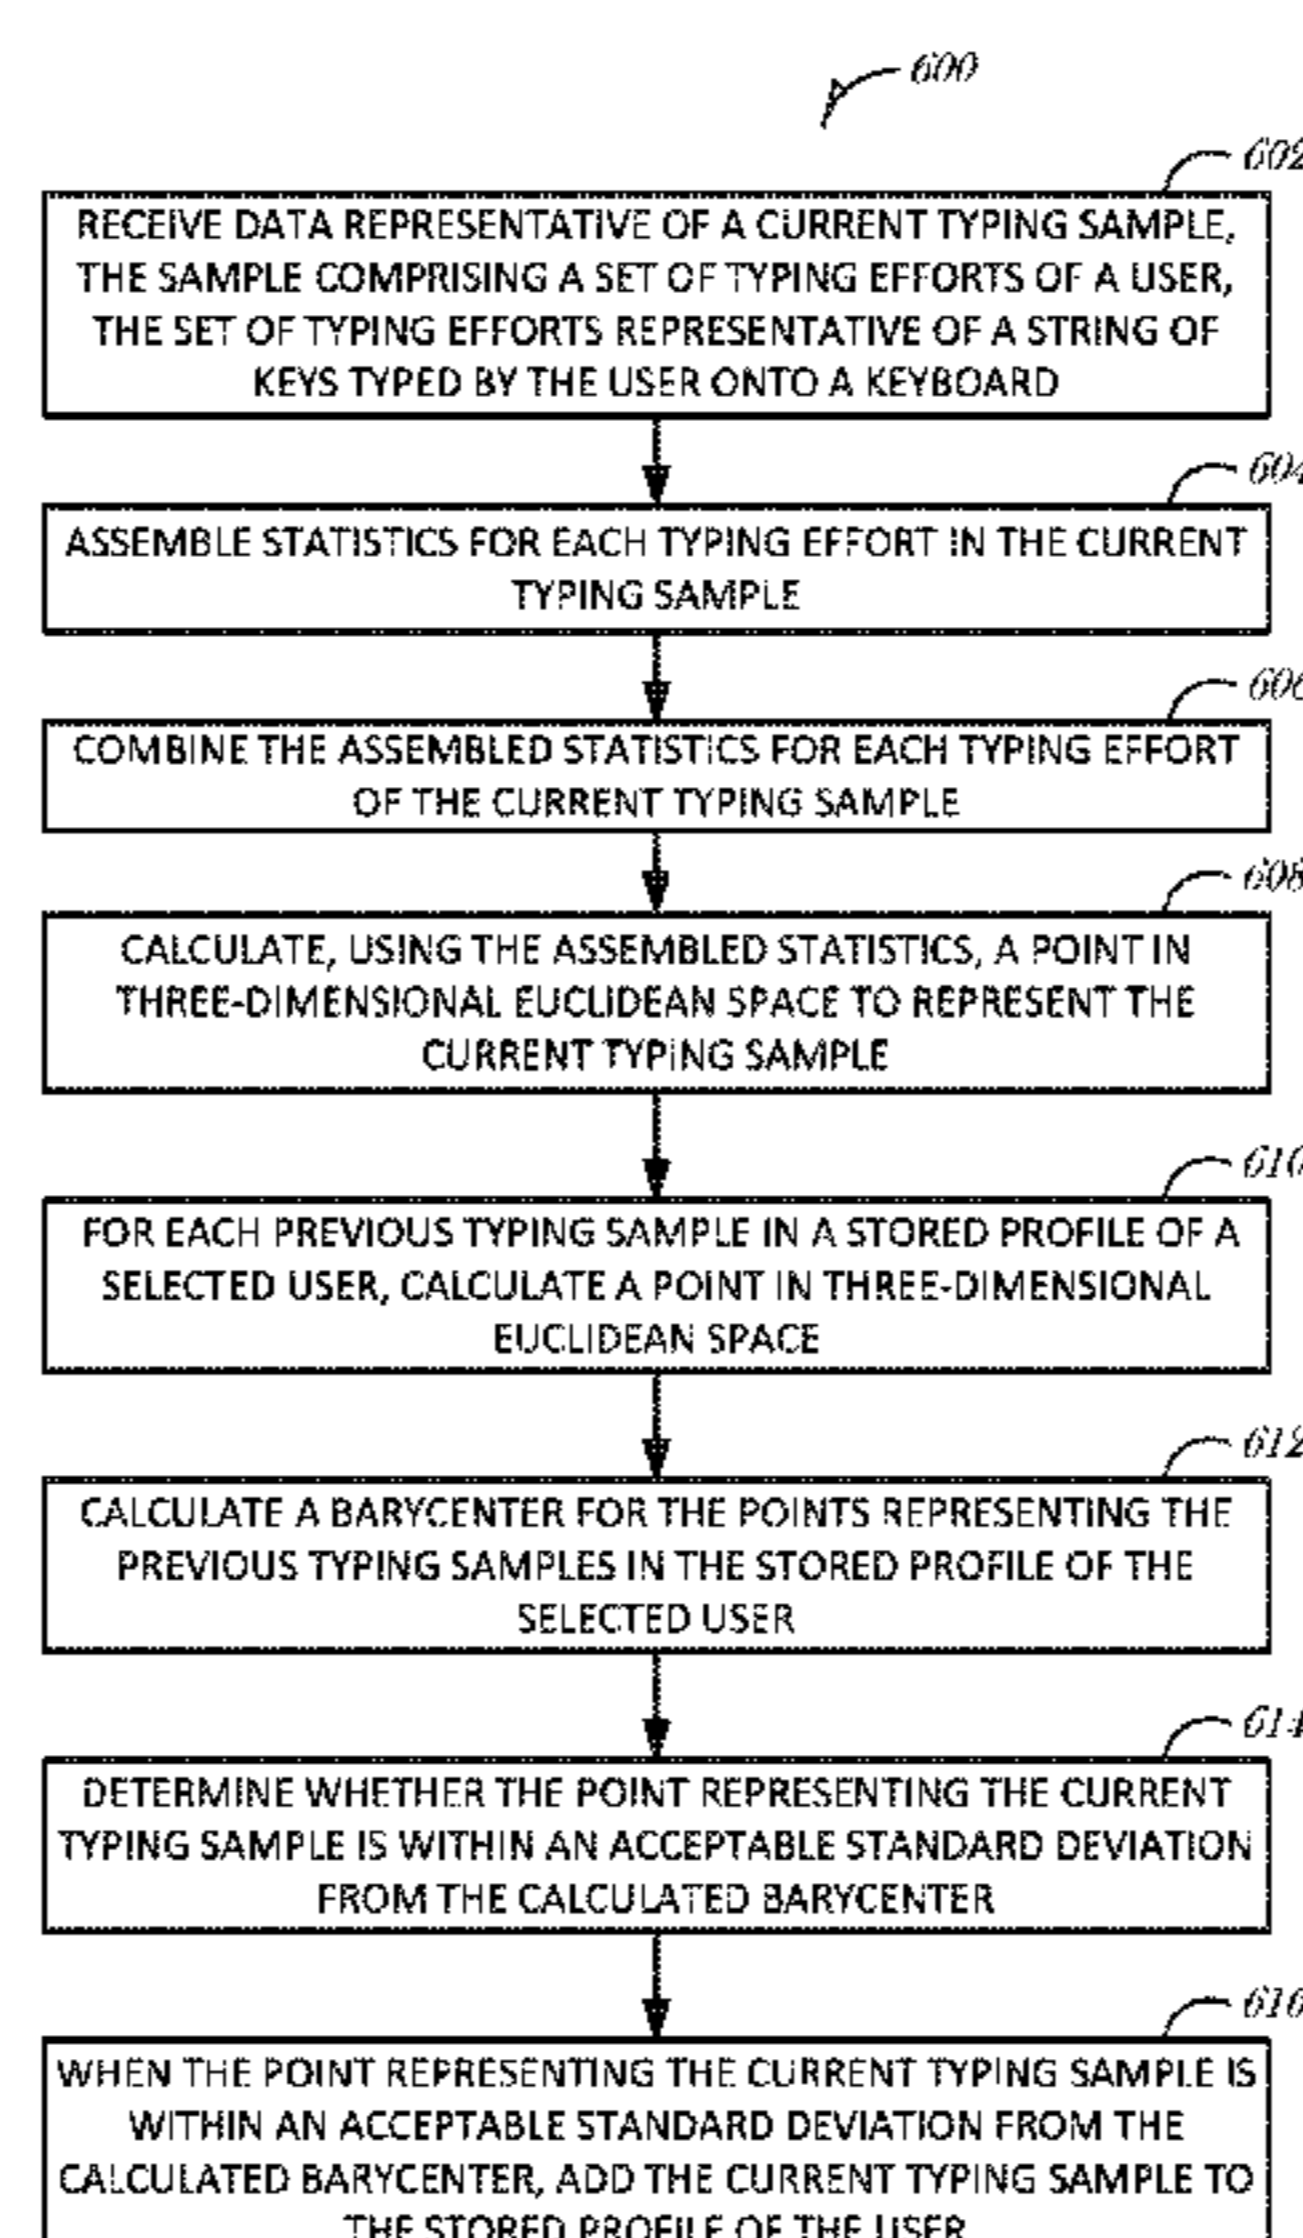 600
602
RECEIVE DATA REPRESENTATIVE OF A CURRENT TYPING SAMPLE,
THE SAMPLE COMPRISING A SET OF TYPING EFFORTS OF A USER,
THE SET OF TYPING EFFORTS REPRESENTATIVE OF A STRING OF
KEYS TYPED BY THE USER ONTO A KEYBOARD
604
ASSEMBLE STATISTICS FOR EACH TYPING EFFORT IN THE CURRENT
TYPING SAMPLE
606
COMBINE THE ASSEMBLED STATISTICS FOR EACH TYPING EFFORT
OF THE CURRENT TYPING SAMPLE
608
CALCULATE, USING THE ASSEMBLED STATISTICS, A POINT IN
THREE-DIMENSIONAL EUCLIDEAN SPACE TO REPRESENT THE
CURRENT TYPING SAMPLE
610
FOR EACH PREVIOUS TYPING SAMPLE IN A STORED PROFILE OF A
SELECTED USER, CALCULATE A POINT IN THREE-DIMENSIONAL
EUCLIDEAN SPACE
612
CALCULATE A BARYCENTER FOR THE POINTS REPRESENTING THE
PREVIOUS TYPING SAMPLES IN THE STORED PROFILE OF THE
SELECTED USER
614
DETERMINE WHETHER THE POINT REPRESENTING THE CURRENT
TYPING SAMPLE IS WITHIN AN ACCEPTABLE STANDARD DEVIATION
FROM THE CALCULATED BARYCENTER
616
WHEN THE POINT REPRESENTING THE CURRENT TYPING SAMPLE IS
WITHIN AN ACCEPTABLE STANDARD DEVIATION FROM THE
CALCULATED BARYCENTER, ADD THE CURRENT TYPING SAMPLE TO
THE STORED PROFILE OF THE USER